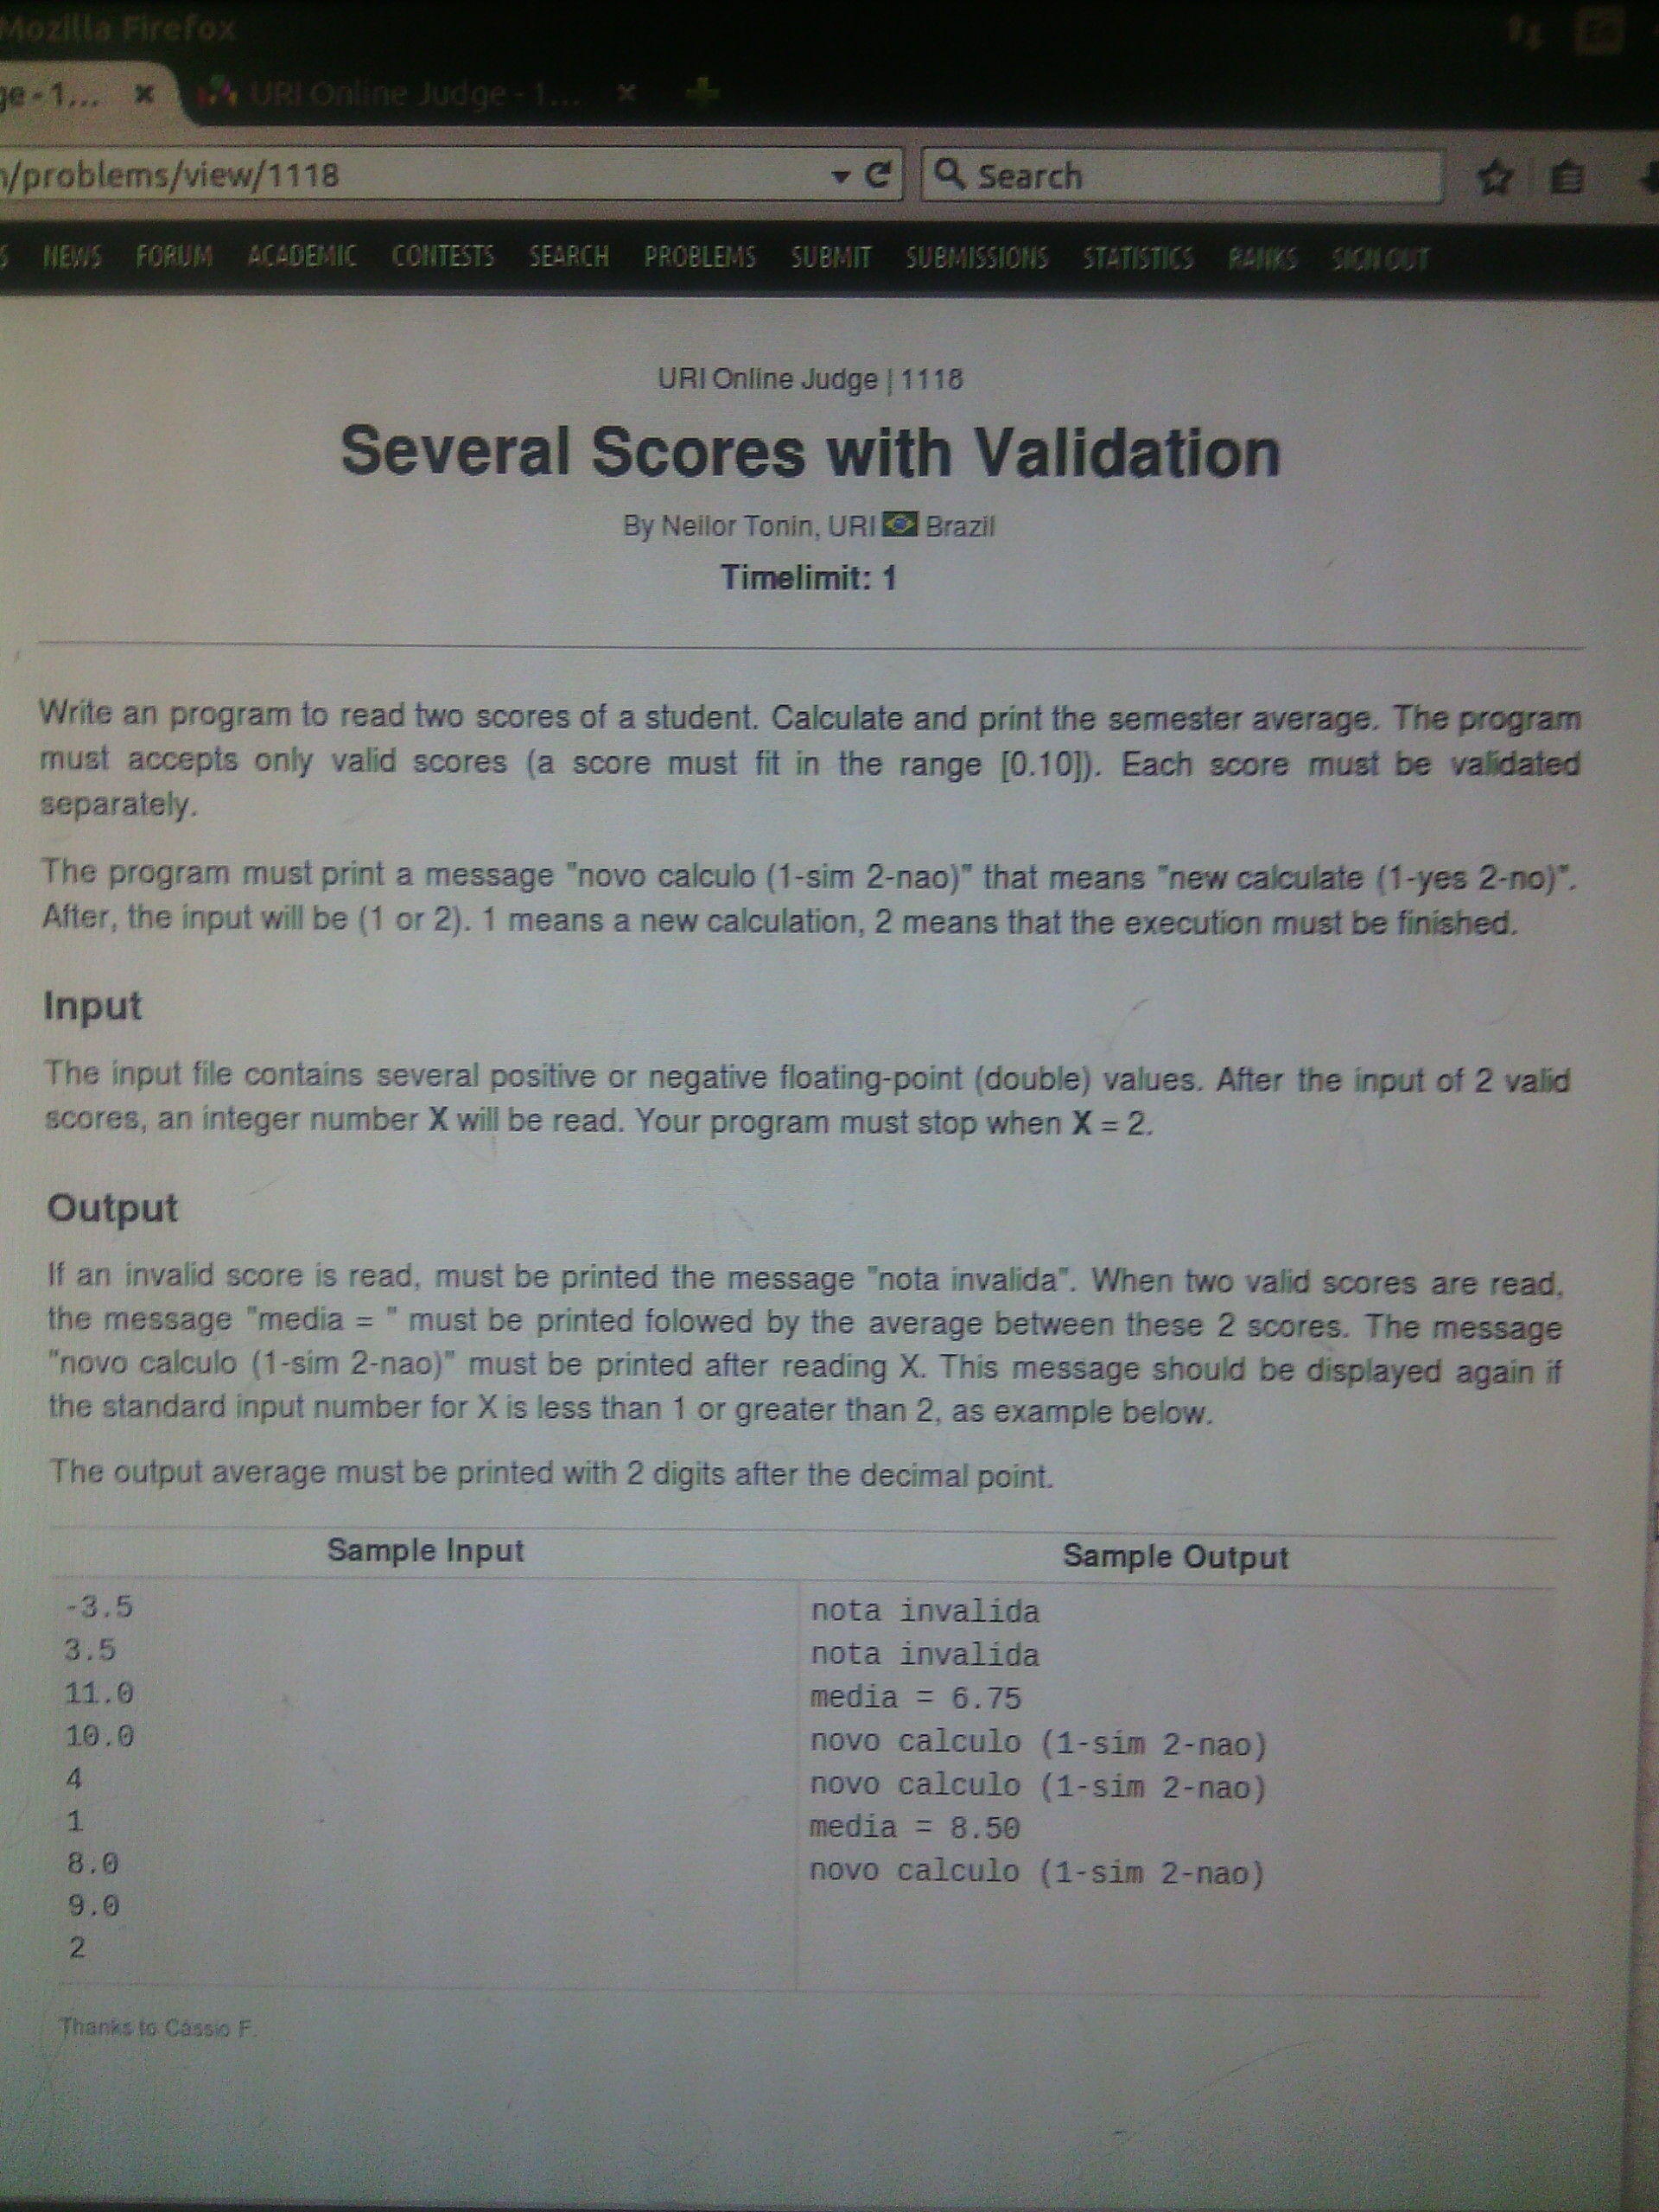 Mozilla Firefox
ge - 1... × URI Online Judge - 1... ×
/problems/view/1118 Search
S NEWS FORUM ACADEMIC CONTESTS SEARCH PROBLEMS SUBMIT SUBMISSIONS STATISTICS RANKS SIGN OUT
URI Online Judge | 1118
Several Scores with Validation
By Neilor Tonin, URI Brazil
Timelimit: 1
Write an program to read two scores of a student. Calculate and print the semester average. The program
must accepts only valid scores (a score must fit in the range [0.10]). Each score must be validated
separately.
The program must print a message "novo calculo (1-sim 2-nao)" that means "new calculate (1-yes 2-no)".
After, the input will be (1 or 2). 1 means a new calculation, 2 means that the execution must be finished.
Input
The input file contains several positive or negative floating-point (double) values. After the input of 2 valid
scores, an integer number X will be read. Your program must stop when X = 2.
Output
If an invalid score is read, must be printed the message "nota invalida". When two valid scores are read,
the message "media = " must be printed folowed by the average between these 2 scores. The message
"novo calculo (1-sim 2-nao)" must be printed after reading X. This message should be displayed again if
the standard input number for X is less than 1 or greater than 2, as example below.
The output average must be printed with 2 digits after the decimal point.
Sample Input Sample Output
-3.5 nota invalida
3.5 nota invalida
11.0 media = 6.75
10.0 novo calculo (1-sim 2-nao)
4 novo calculo (1-sim 2-nao)
1 media = 8.50
8.0 novo calculo (1-sim 2-nao)
9.0
2
Thanks to Cássio F.